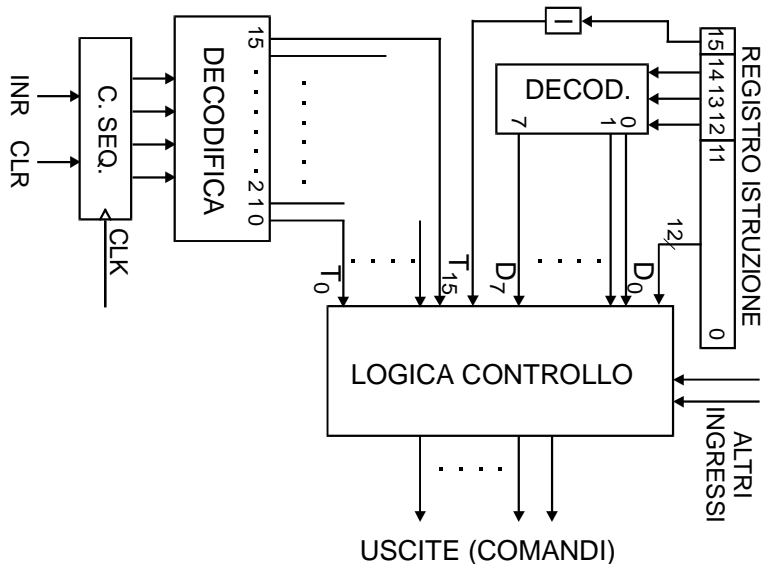 REGISTRO ISTRUZIONE
15 14 13 12 11 0
I
DECOD.
7 1 0
12
DECODIFICA
15 . . . . . . 2 1 0
C. SEQ.
INR
CLR
CLK
T0 . . . . T15
D7 . . . . D0
LOGICA CONTROLLO
ALTRI
INGRESSI
USCITE (COMANDI)